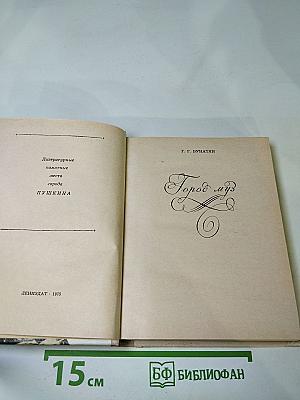 Литературные
памятные
места
города
ПУШКИНА
ЛЕНИЗДАТ · 1975
Г. Г. БУНАТЯН
Город муз
15 см
БФ БИБЛИОФАН